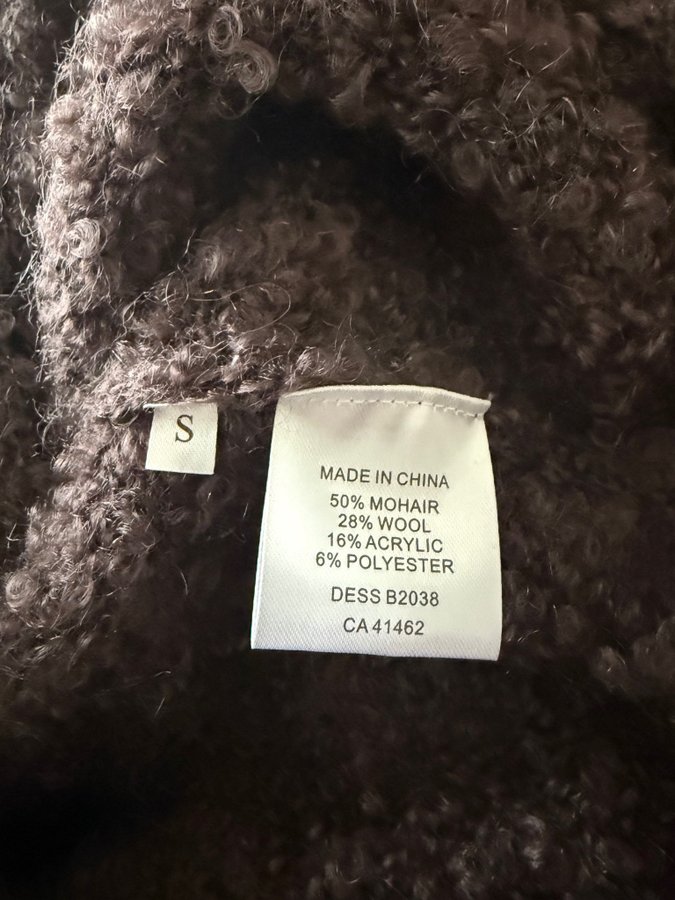 S
MADE IN CHINA
50% MOHAIR
28% WOOL
16% ACRYLIC
6% POLYESTER
DESS B2038
CA 41462